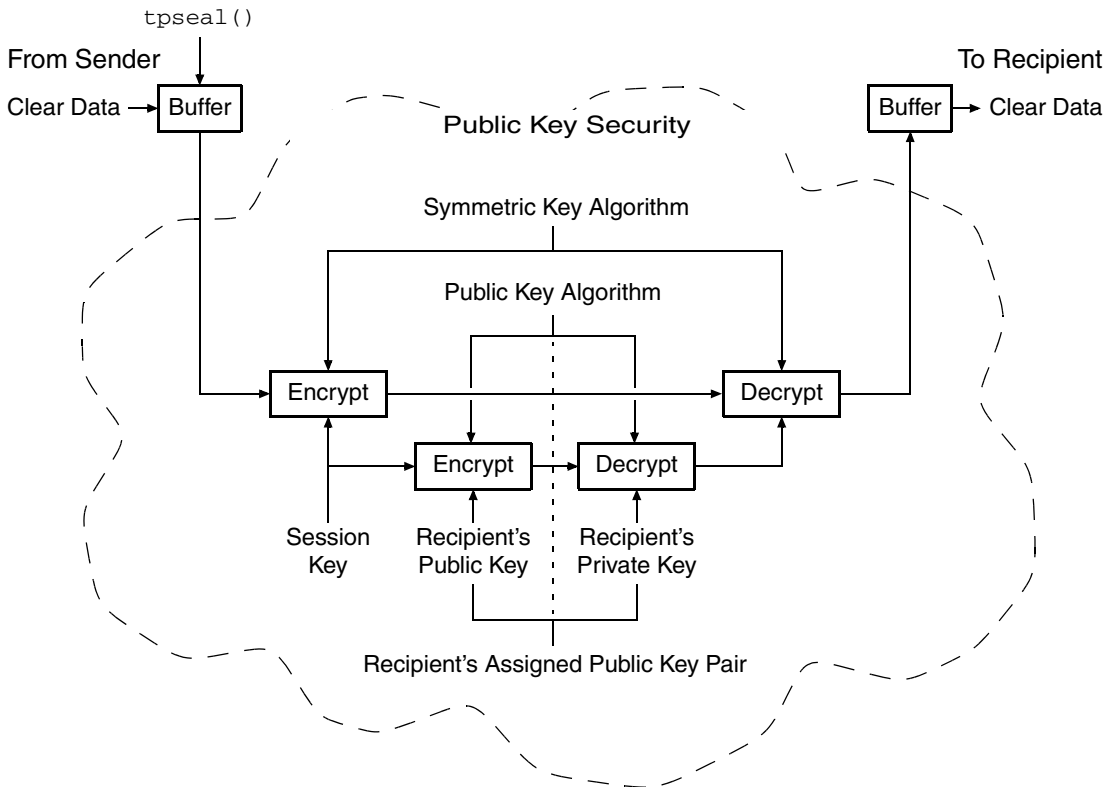 tpseal()
From Sender
To Recipient
Clear Data
Buffer
Buffer
Clear Data
Public Key Security
Symmetric Key Algorithm
Public Key Algorithm
Encrypt
Decrypt
Encrypt
Decrypt
Session
Key
Recipient’s
Public Key
Recipient’s
Private Key
Recipient’s Assigned Public Key Pair